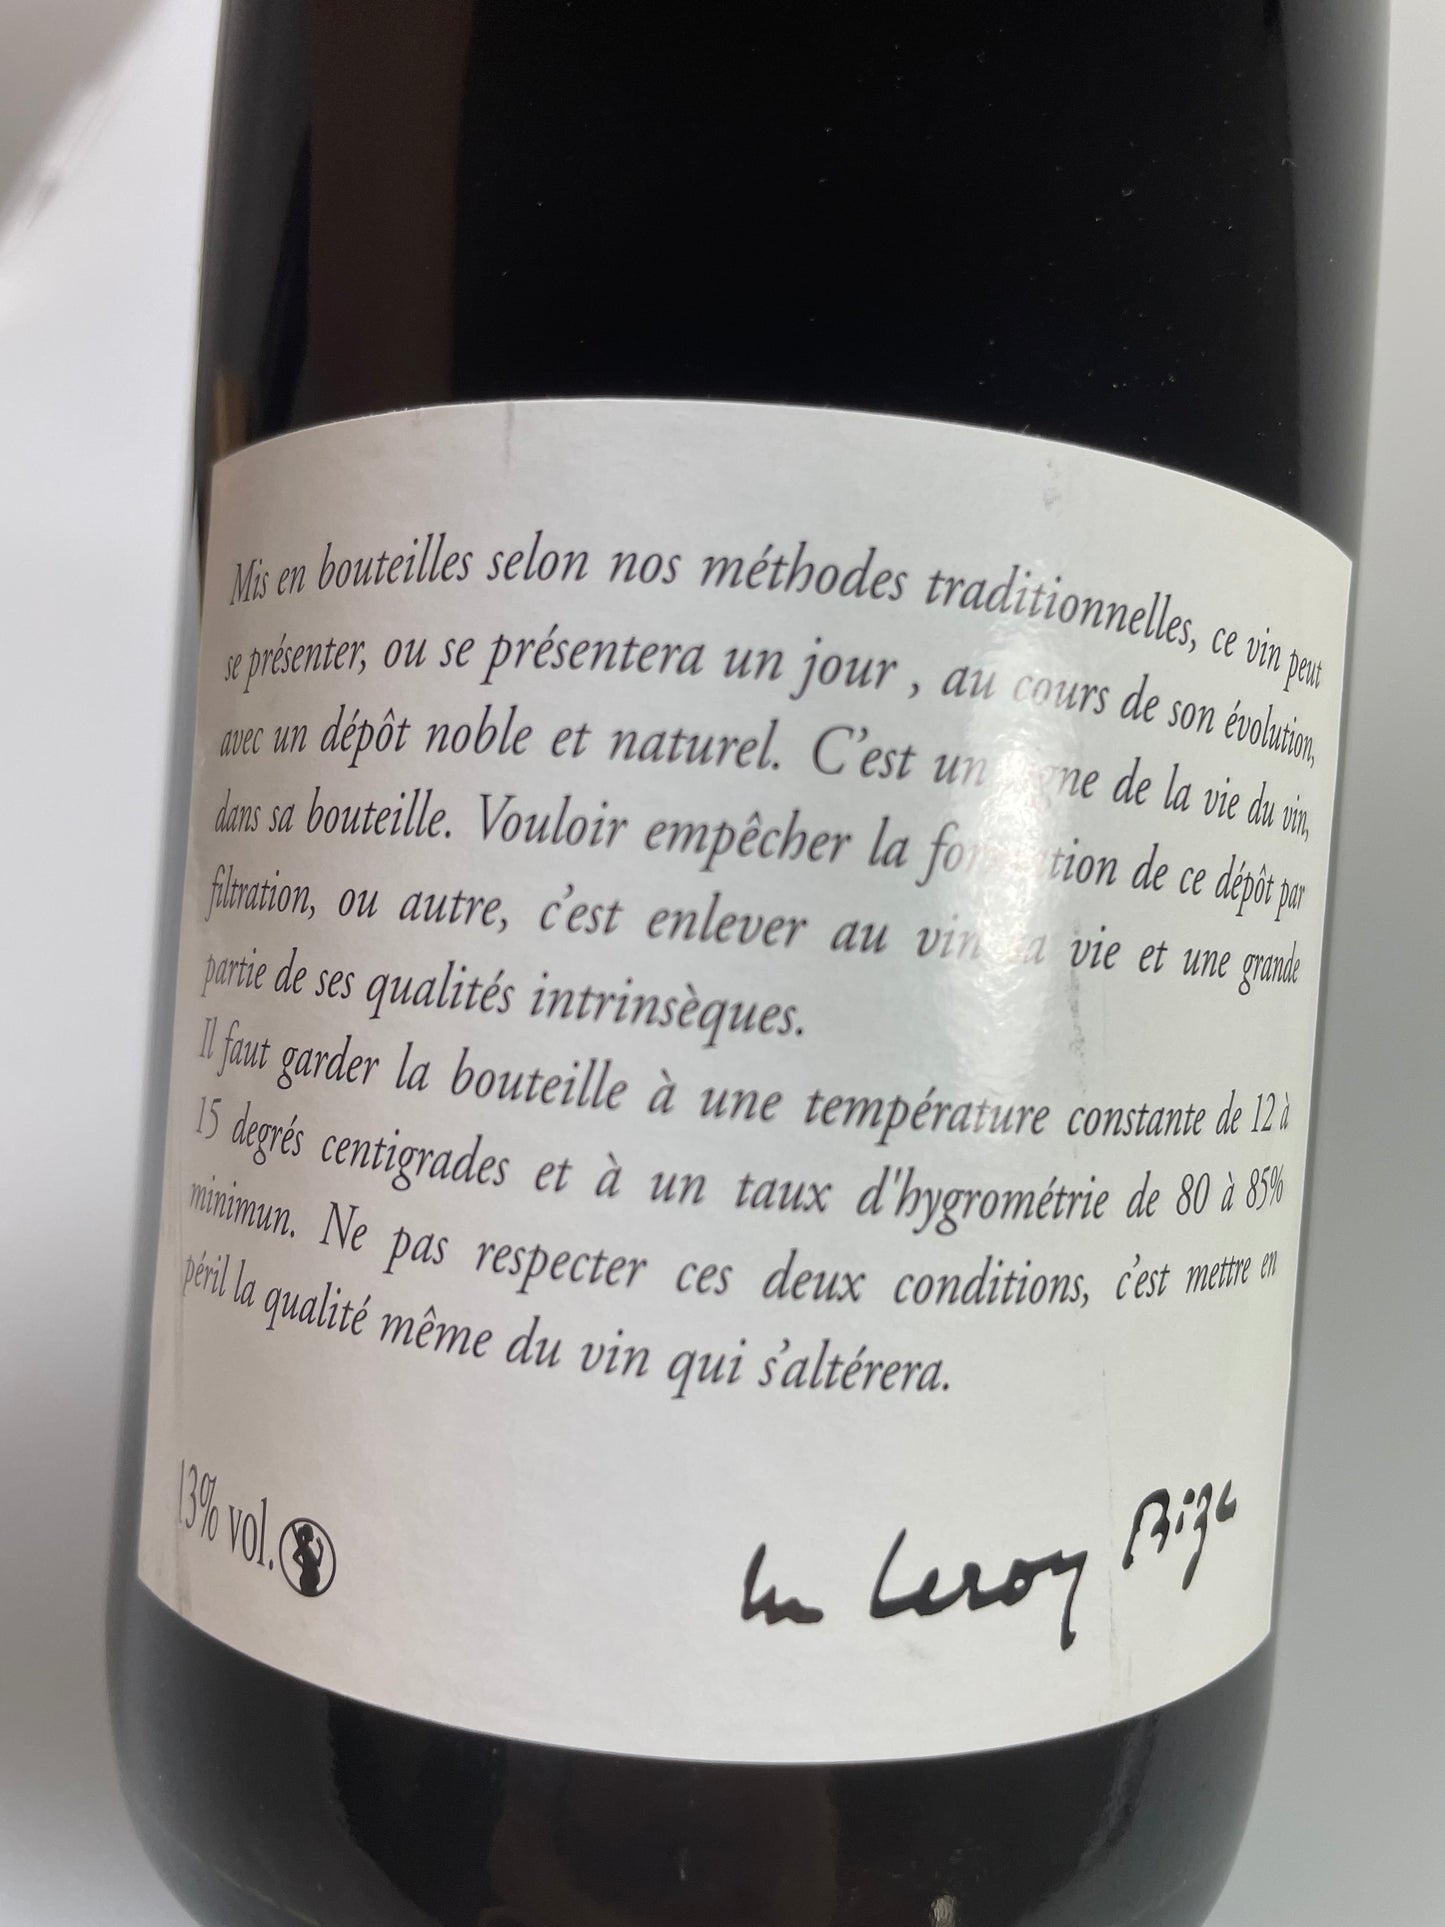 Mis en bouteilles selon nos méthodes traditionnelles, ce vin peut
se présenter, ou se présentera un jour , au cours de son évolution,
avec un dépôt noble et naturel. C'est un signe de la vie du vin,
dans sa bouteille. Vouloir empêcher la formation de ce dépôt par
filtration, ou autre, c'est enlever au vin sa vie et une grande
partie de ses qualités intrinsèques.
Il faut garder la bouteille à une température constante de 12 à
15 degrés centigrades et à un taux d'hygrométrie de 80 à 85%
minimun. Ne pas respecter ces deux conditions, c'est mettre en
péril la qualité même du vin qui s'altérera.
13% vol.
Leroy Bize